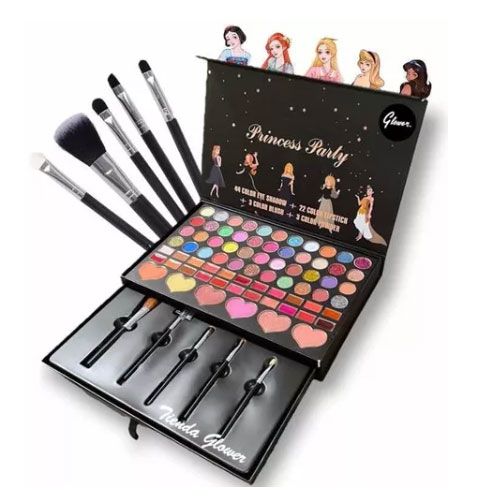 Glower.
Princess Party
44 COLOR EYE SHADOW + 22 COLOR LIPSTICK
+ 3 COLOR BLUSH + 3 COLOR POWDER
Tienda Glower